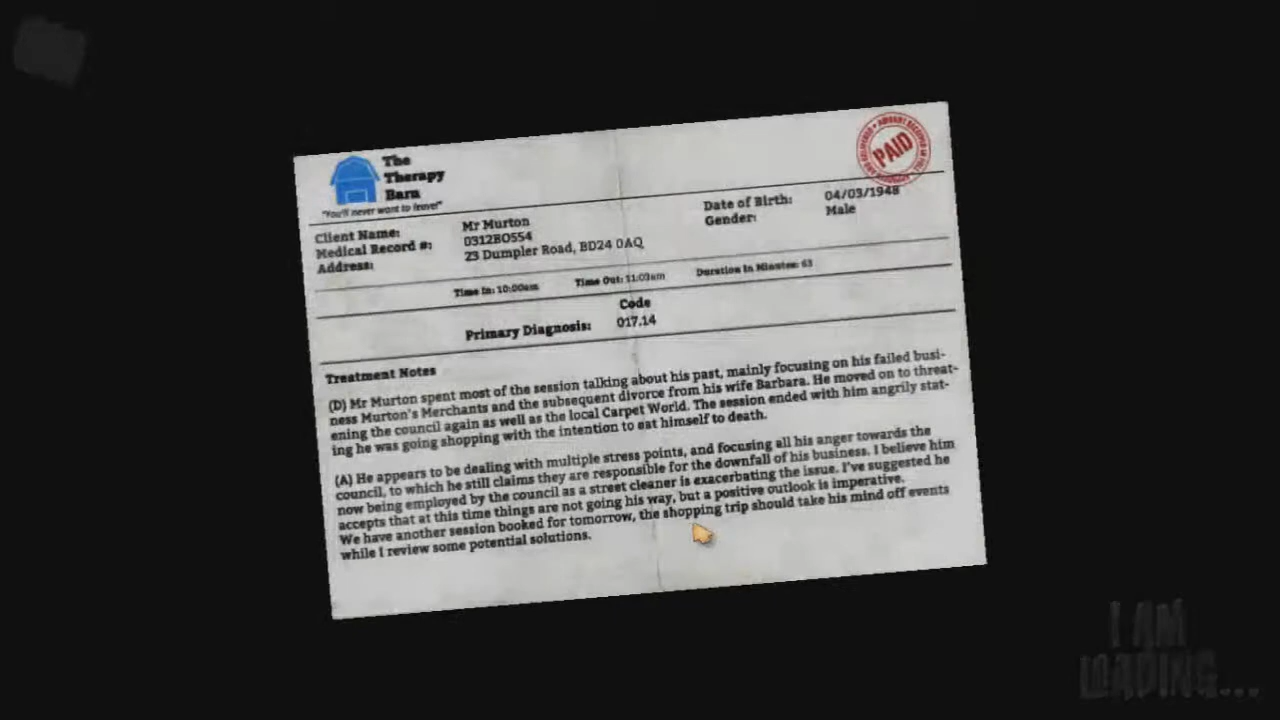 The
Therapy
Barn
"You'll never want to leave!"
PAID
Client Name: Mr Murton
Medical Record #: 0312BO554
Address: 23 Dumpler Road, BD24 0AQ
Date of Birth: 04/03/1948
Gender: Male
Time In: 10:00am Time Out: 11:03am Duration In Minutes: 63
Code
Primary Diagnosis: 017.14
Treatment Notes
(D) Mr Murton spent most of the session talking about his past, mainly focusing on his failed busi-
ness Murton's Merchants and the subsequent divorce from his wife Barbara. He moved on to threat-
ening the council again as well as the local Carpet World. The session ended with him angrily stat-
ing he was going shopping with the intention to eat himself to death.
(A) He appears to be dealing with multiple stress points, and focusing all his anger towards the
council, to which he still claims they are responsible for the downfall of his business. I believe him
now being employed by the council as a street cleaner is exacerbating the issue. I've suggested he
accepts that at this time things are not going his way, but a positive outlook is imperative.
We have another session booked for tomorrow, the shopping trip should take his mind off events
while I review some potential solutions.
I AM
LOADING...